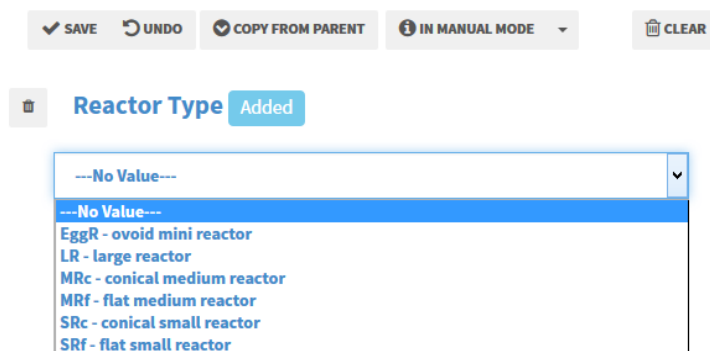 SAVE UNDO COPY FROM PARENT IN MANUAL MODE CLEAR
Reactor Type Added
---No Value---
---No Value---
EggR - ovoid mini reactor
LR - large reactor
MRc - conical medium reactor
MRf - flat medium reactor
SRc - conical small reactor
SRf - flat small reactor